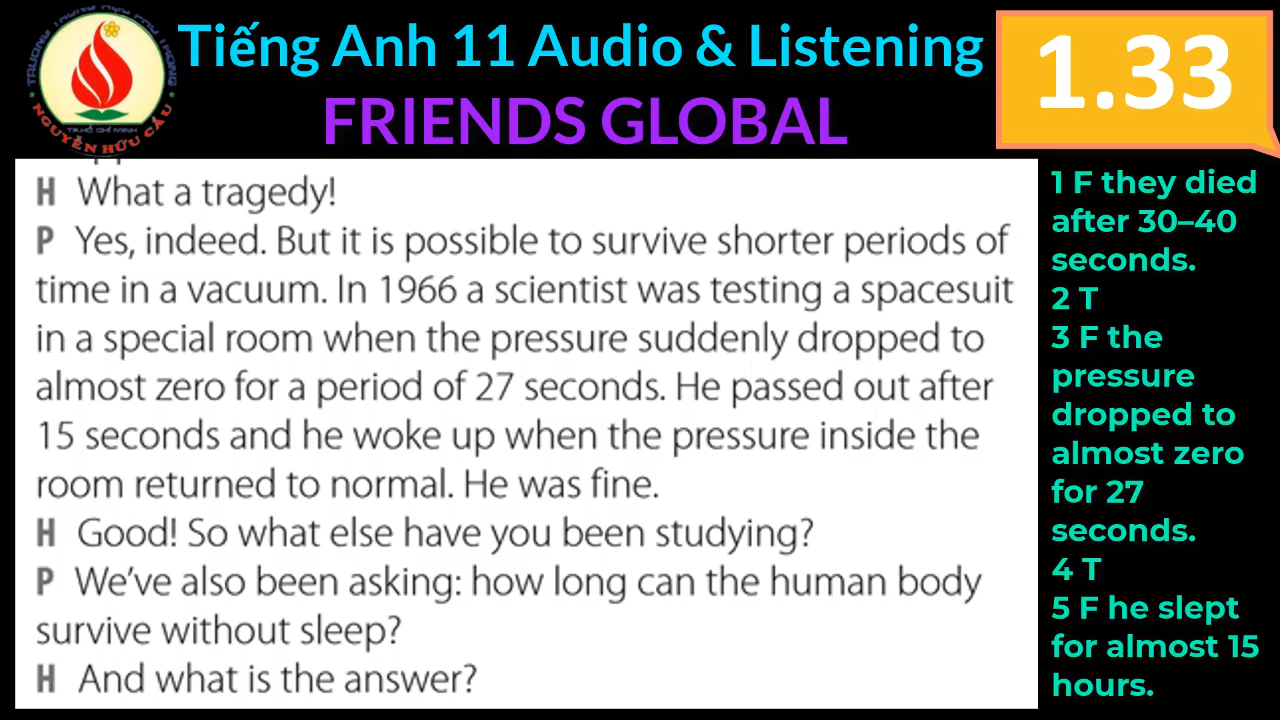 Tiếng Anh 11 Audio & Listening
FRIENDS GLOBAL
1.33
NGUYỄN HỮU CẦU
H What a tragedy!
P Yes, indeed. But it is possible to survive shorter periods of
time in a vacuum. In 1966 a scientist was testing a spacesuit
in a special room when the pressure suddenly dropped to
almost zero for a period of 27 seconds. He passed out after
15 seconds and he woke up when the pressure inside the
room returned to normal. He was fine.
H Good! So what else have you been studying?
P We’ve also been asking: how long can the human body
survive without sleep?
H And what is the answer?
1 F they died
after 30–40
seconds.
2 T
3 F the
pressure
dropped to
almost zero
for 27
seconds.
4 T
5 F he slept
for almost 15
hours.